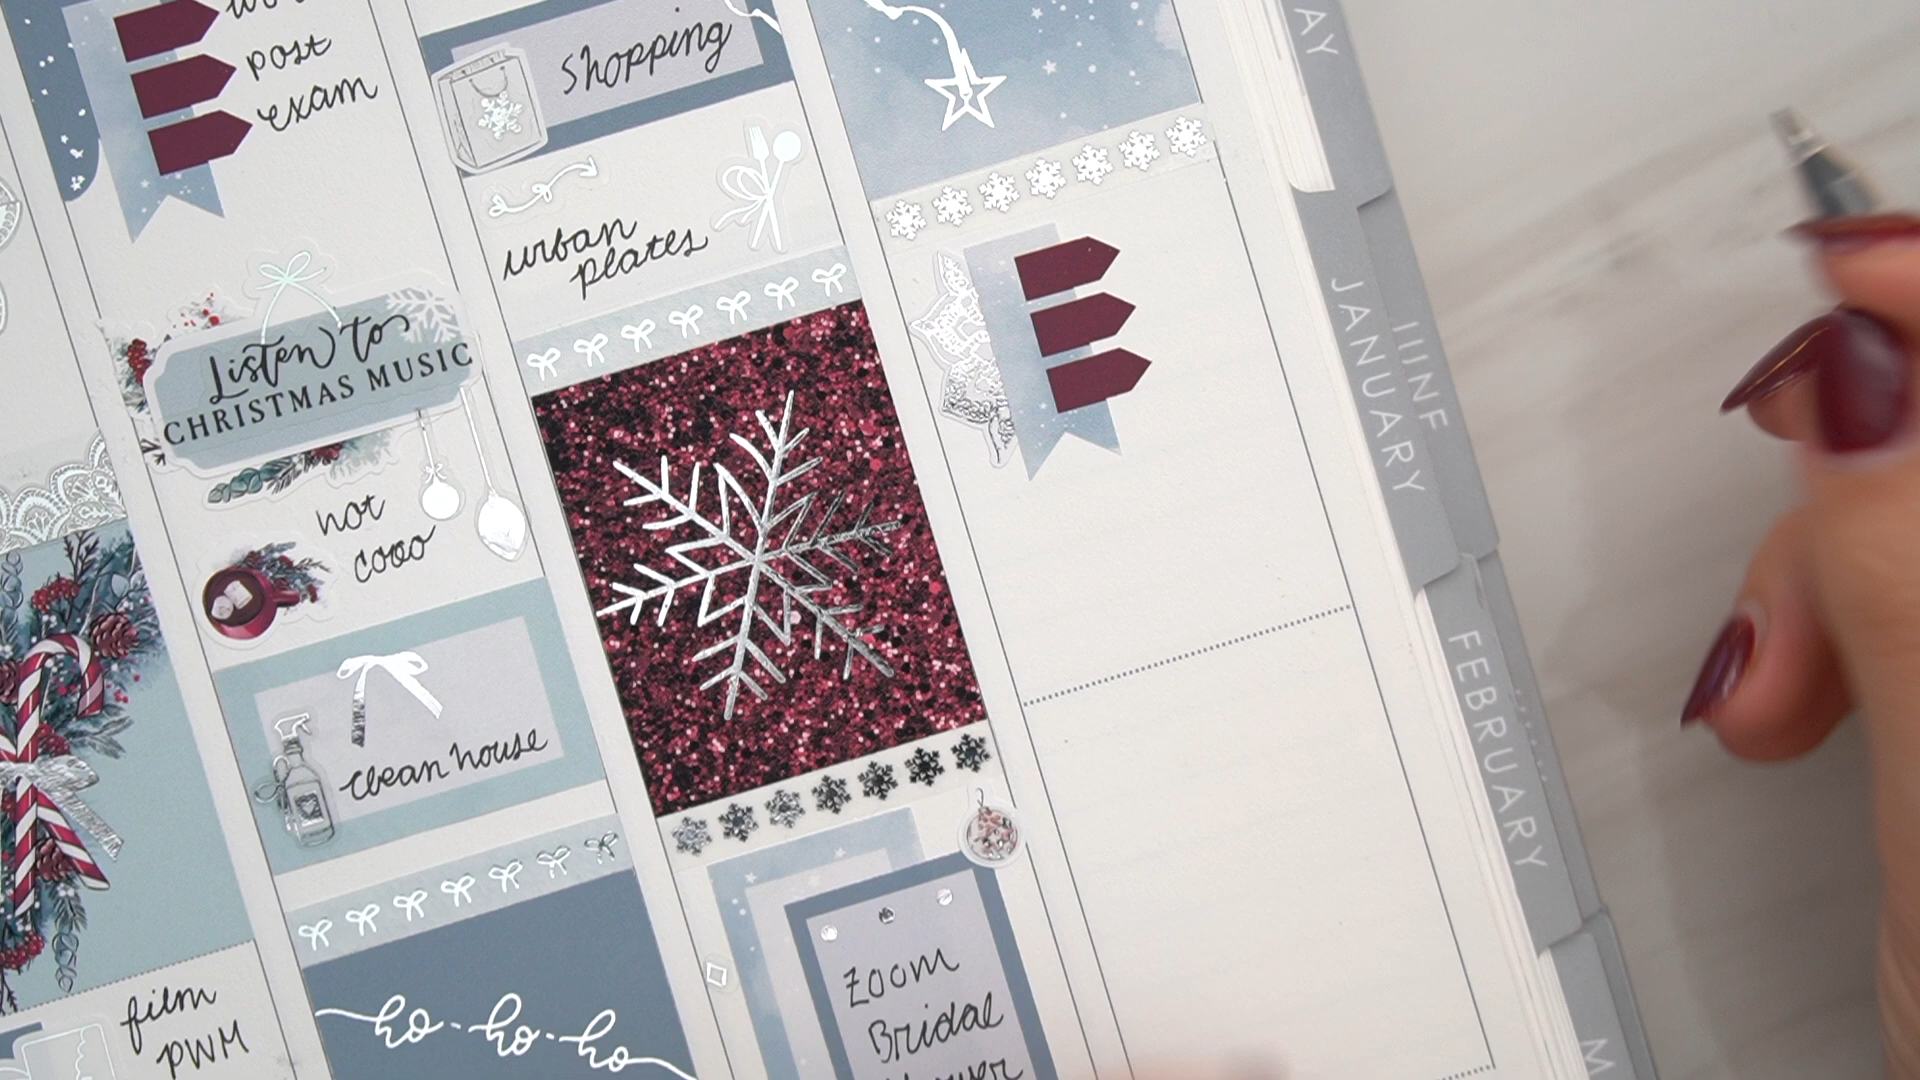 post
exam
Listen to
CHRISTMAS MUSIC
hot
coco
clean house
ho-ho-ho
film
PWM
Shopping
urban
plates
Zoom
Bridal
JANUARY
FEBRUARY